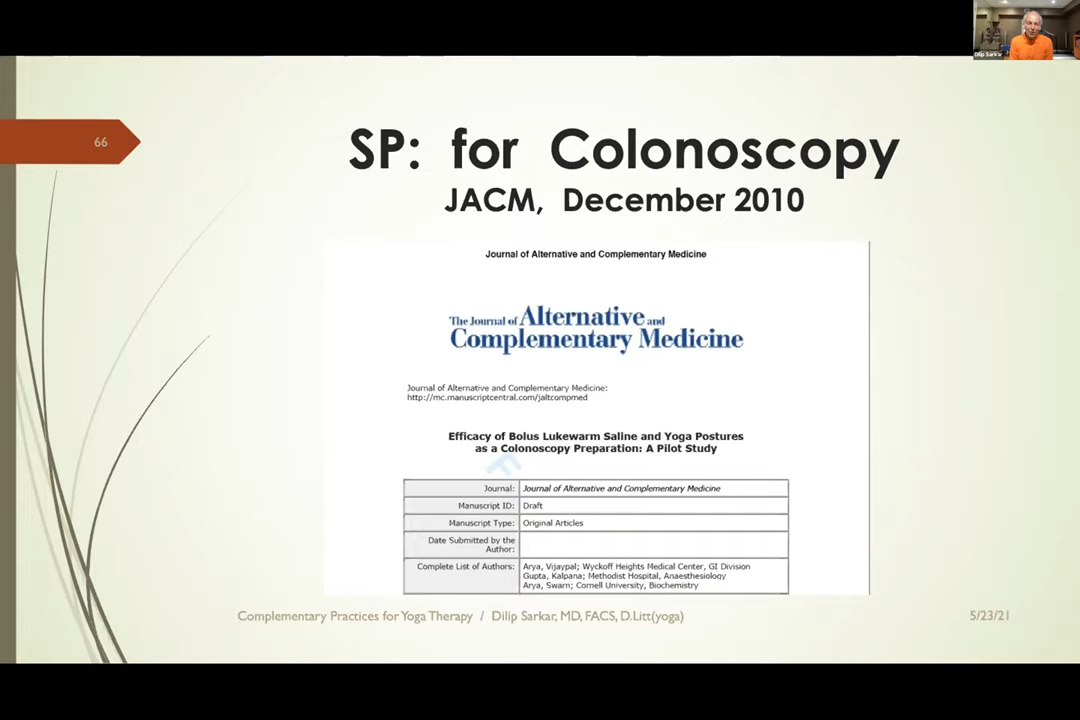 Dilip Sarkar
66
SP: for Colonoscopy
JACM, December 2010
Journal of Alternative and Complementary Medicine
The Journal of Alternative and
Complementary Medicine
Journal of Alternative and Complementary Medicine:
http://mc.manuscriptcentral.com/jaltcompmed
Efficacy of Bolus Lukewarm Saline and Yoga Postures
as a Colonoscopy Preparation: A Pilot Study
F
Journal: Journal of Alternative and Complementary Medicine
Manuscript ID: Draft
Manuscript Type: Original Articles
Date Submitted by the
Author:
Complete List of Authors: Arya, Vijaypal; Wyckoff Heights Medical Center, GI Division
Gupta, Kalpana; Methodist Hospital, Anaesthesiology
Arya, Swarn; Cornell University, Biochemistry
Complementary Practices for Yoga Therapy / Dilip Sarkar, MD, FACS, D.Litt(yoga)
5/23/21